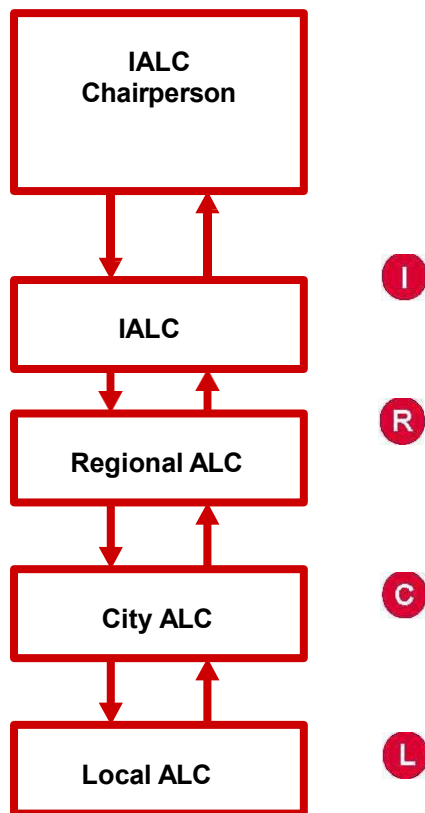 IALC
Chairperson
I
IALC
R
Regional ALC
C
City ALC
L
Local ALC